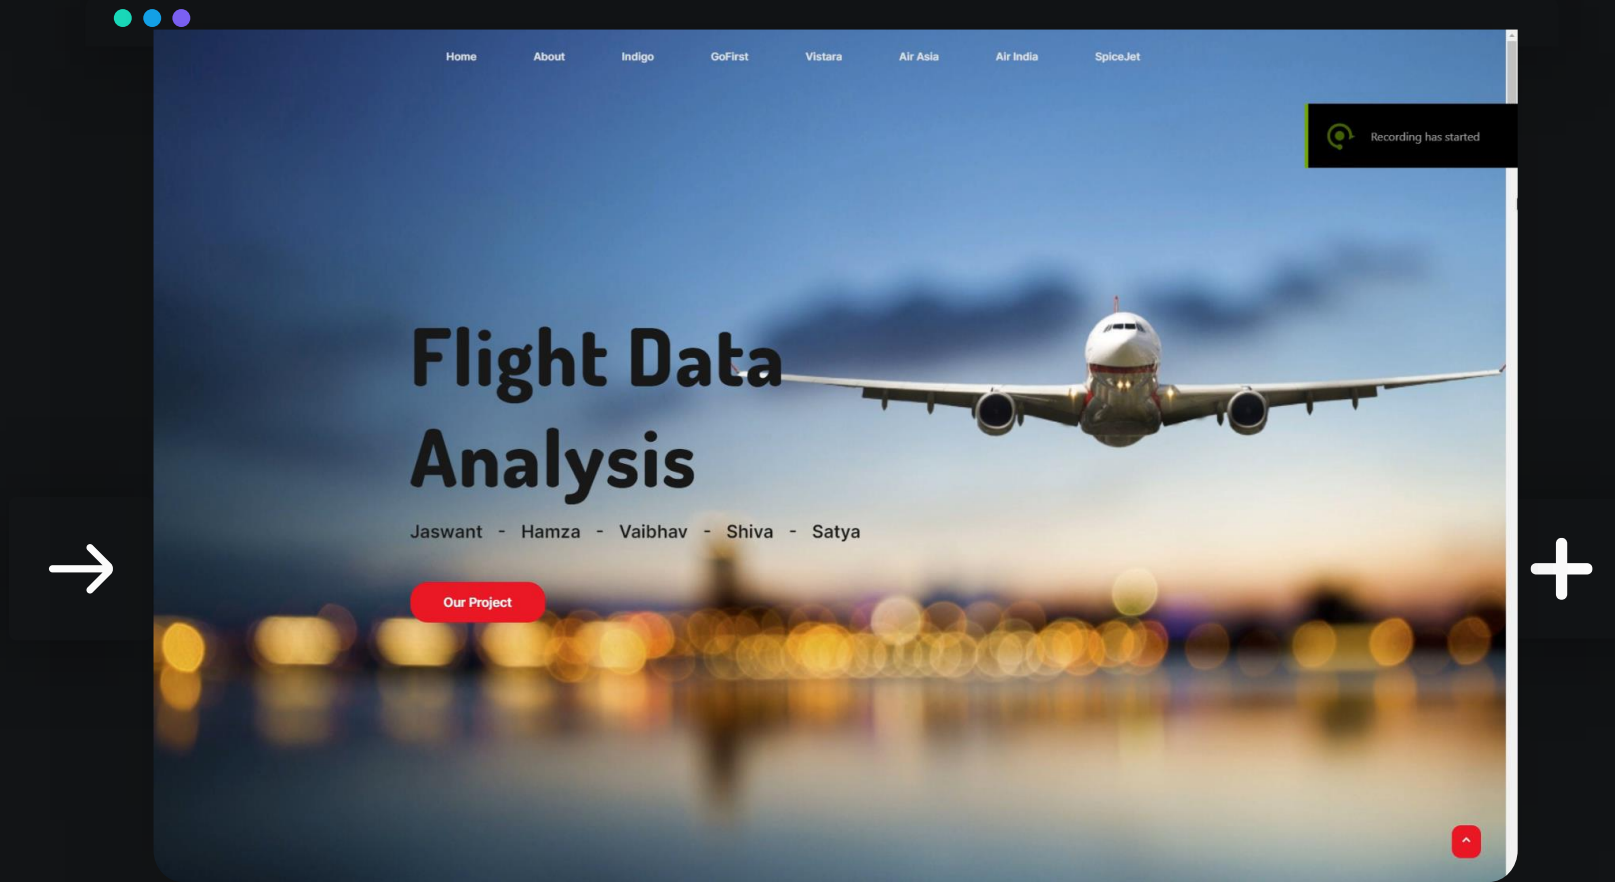 Home About Indigo GoFirst Vistara Air Asia Air India SpiceJet
Recording has started
Flight Data
Analysis
Jaswant - Hamza - Vaibhav - Shiva - Satya
Our Project